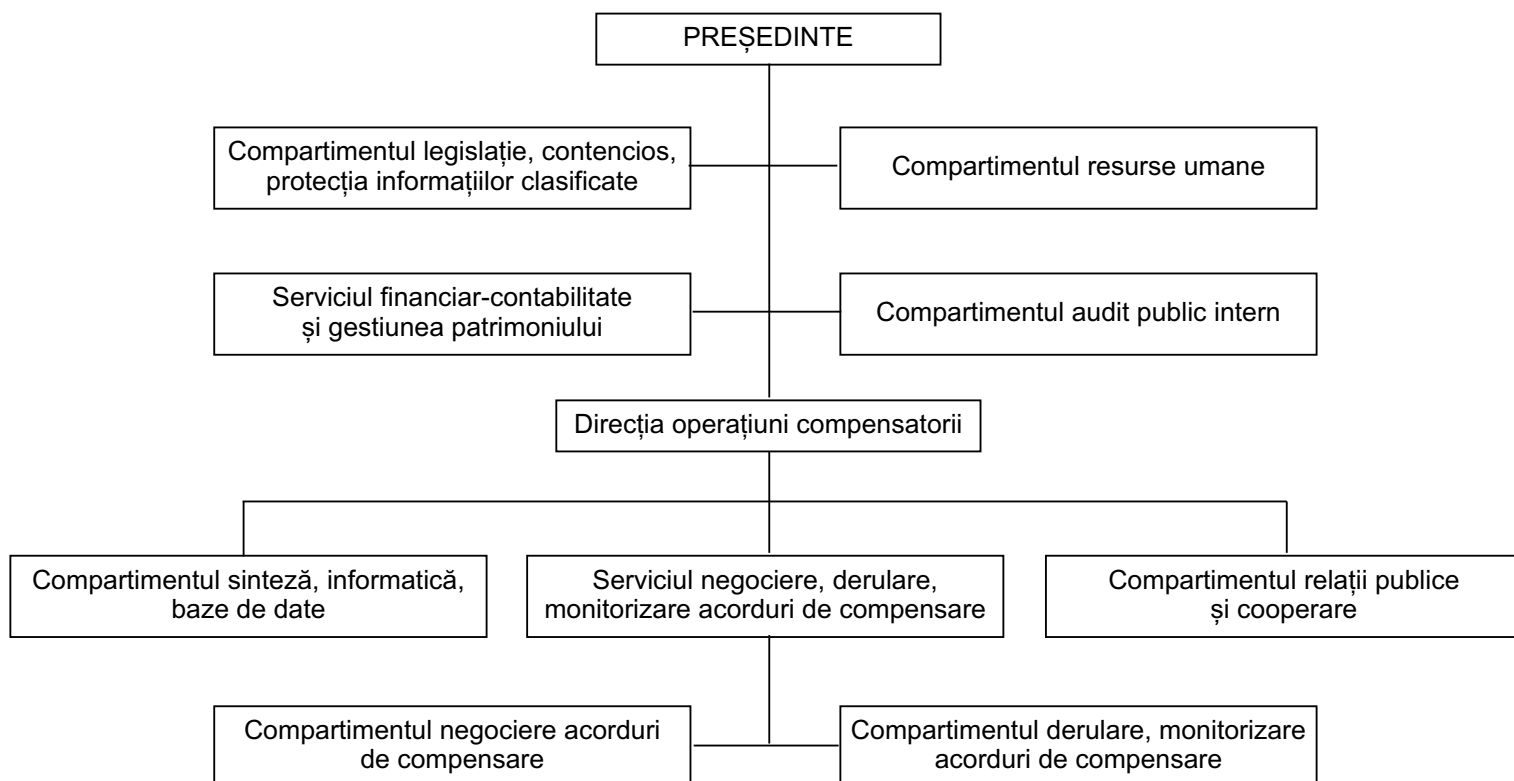 PREȘEDINTE
Compartimentul legislație, contencios,
protecția informațiilor clasificate
Compartimentul resurse umane
Serviciul financiar-contabilitate
și gestiunea patrimoniului
Compartimentul audit public intern
Direcția operațiuni compensatorii
Compartimentul sinteză, informatică,
baze de date
Serviciul negociere, derulare,
monitorizare acorduri de compensare
Compartimentul relații publice
și cooperare
Compartimentul negociere acorduri
de compensare
Compartimentul derulare, monitorizare
acorduri de compensare